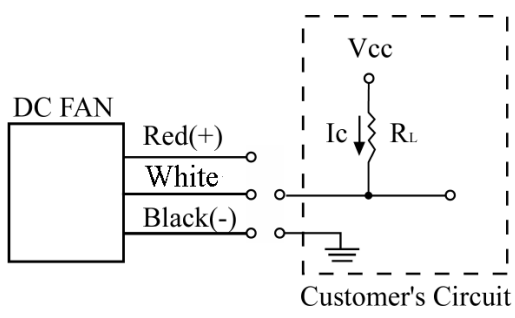 Vcc
DC FAN
Red(+)
Ic
RL
White
Black(-)
Customer's Circuit